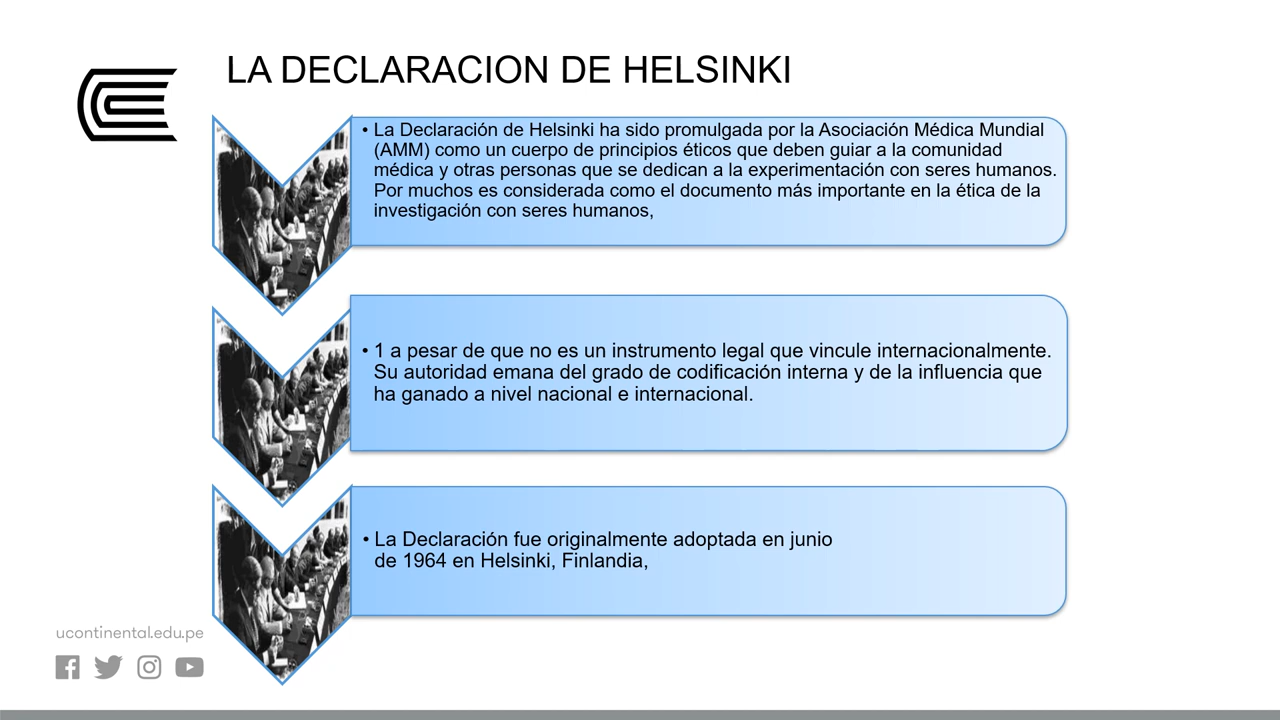 LA DECLARACION DE HELSINKI
• La Declaración de Helsinki ha sido promulgada por la Asociación Médica Mundial
(AMM) como un cuerpo de principios éticos que deben guiar a la comunidad
médica y otras personas que se dedican a la experimentación con seres humanos.
Por muchos es considerada como el documento más importante en la ética de la
investigación con seres humanos,
• 1 a pesar de que no es un instrumento legal que vincule internacionalmente.
Su autoridad emana del grado de codificación interna y de la influencia que
ha ganado a nivel nacional e internacional.
• La Declaración fue originalmente adoptada en junio
de 1964 en Helsinki, Finlandia,
ucontinental.edu.pe